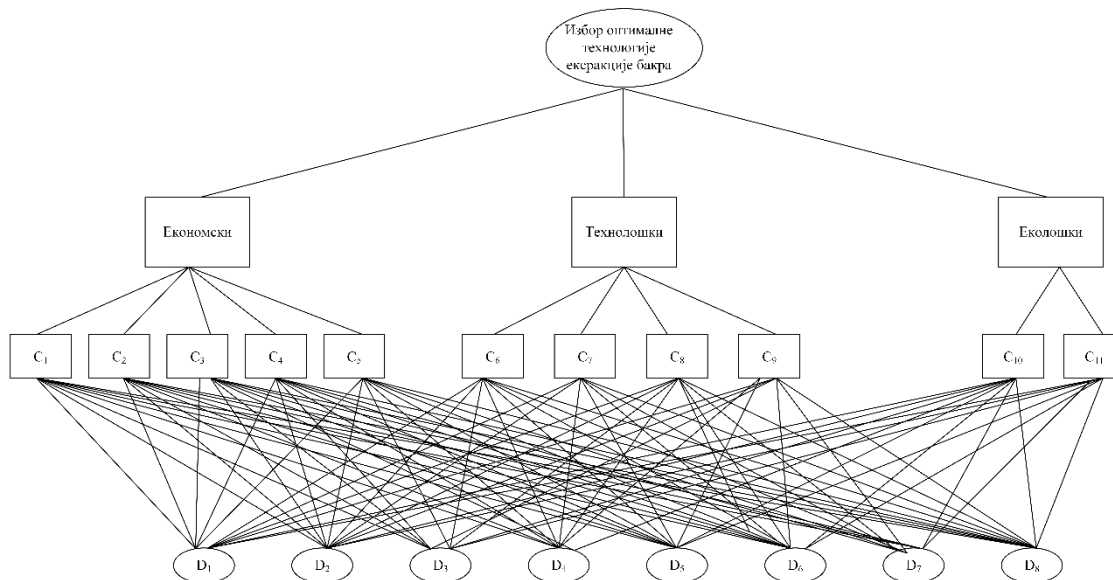 Избор оптималне
технологије
ексракције бакра
Економски
Технолошки
Еколошки
C₁
C₂
C₃
C₄
C₅
C₆
C₇
C₈
C₉
C₁₀
C₁₁
D₁
D₂
D₃
D₄
D₅
D₆
D₇
D₈